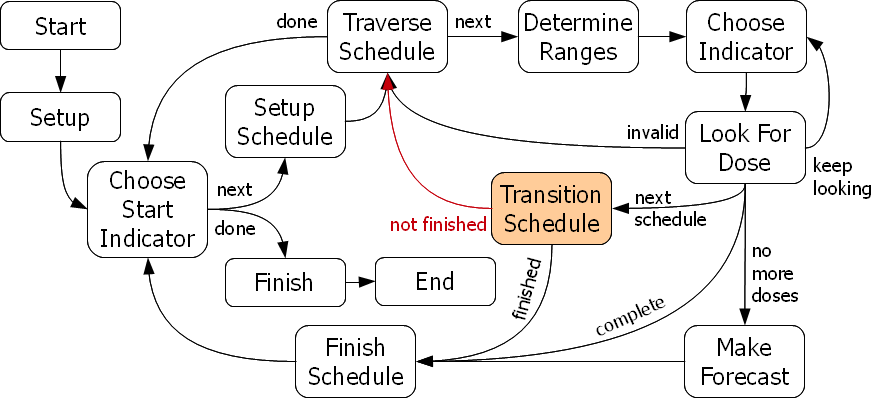 Start
done
Traverse
Schedule
next
Determine
Ranges
Choose
Indicator
Setup
Setup
Schedule
invalid
Look For
Dose
keep
looking
Choose
Start
Indicator
next
done
Transition
Schedule
not finished
next
schedule
Finish
End
finished
complete
no
more
doses
Finish
Schedule
Make
Forecast